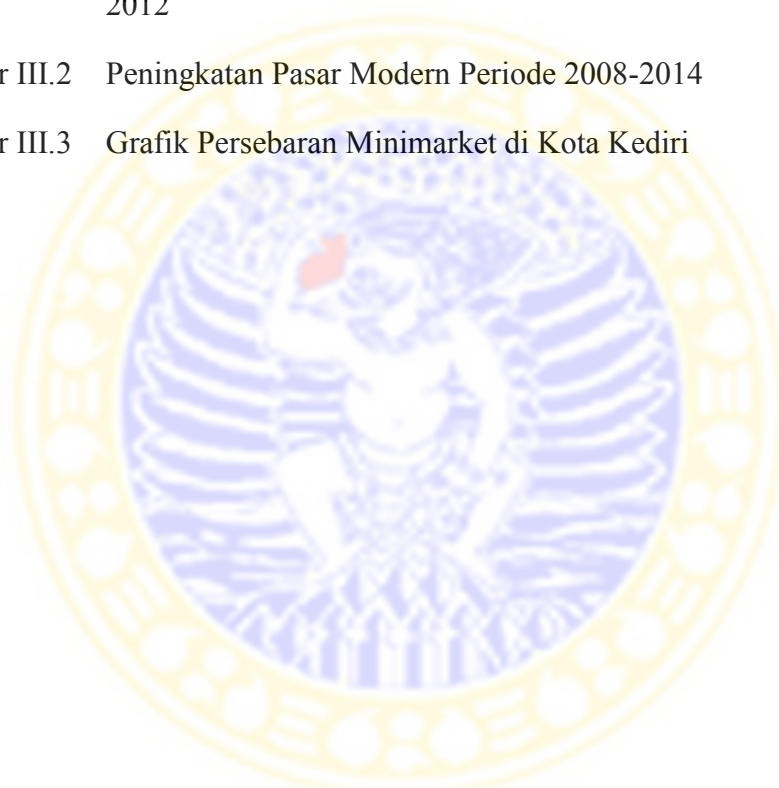 2012
r III.2 Peningkatan Pasar Modern Periode 2008-2014
r III.3 Grafik Persebaran Minimarket di Kota Kediri